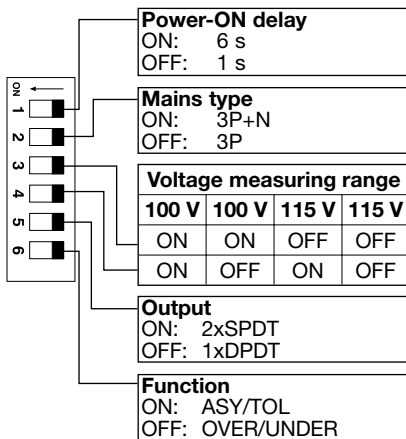 Power-ON delay
ON: 6 s
OFF: 1 s
Mains type
ON: 3P+N
OFF: 3P
Voltage measuring range
100 V 100 V 115 V 115 V
ON ON OFF OFF
ON OFF ON OFF
Output
ON: 2xSPDT
OFF: 1xDPDT
Function
ON: ASY/TOL
OFF: OVER/UNDER
ON
1
2
3
4
5
6